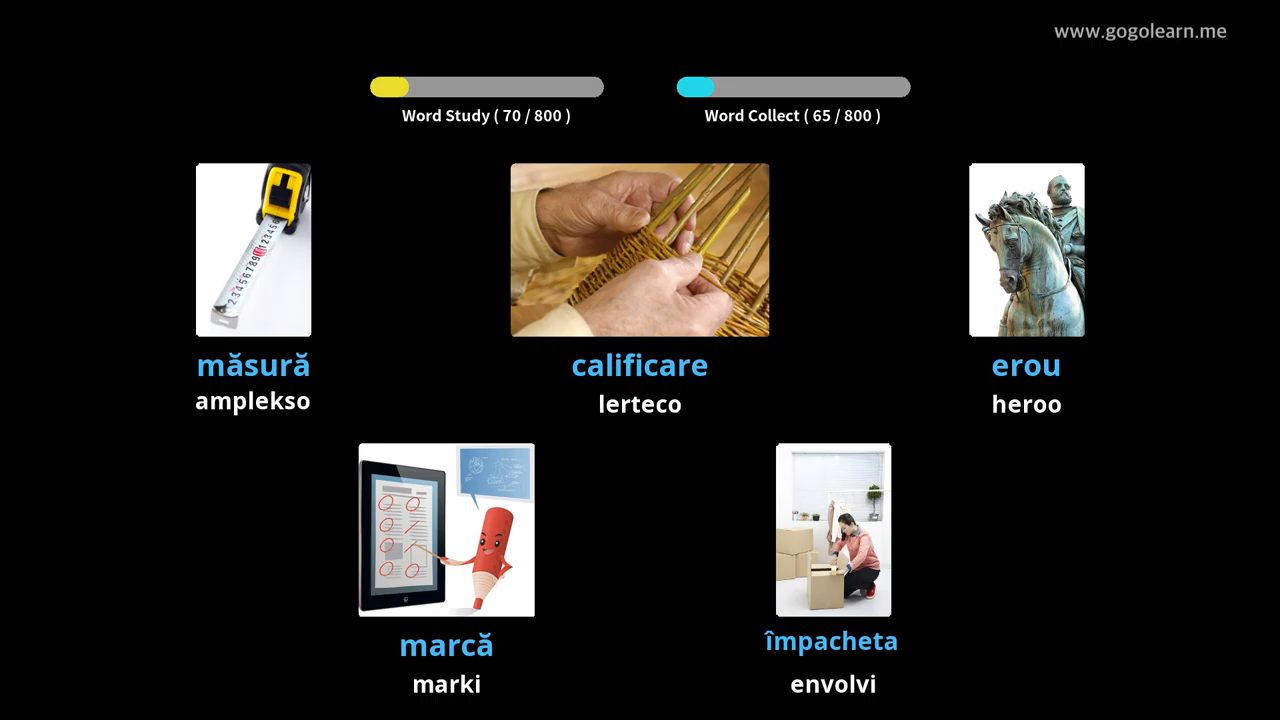 www.gogolearn.me
Word Study ( 70 / 800 )
Word Collect ( 65 / 800 )
măsură
amplekso
calificare
lerteco
erou
heroo
marcă
marki
împacheta
envolvi